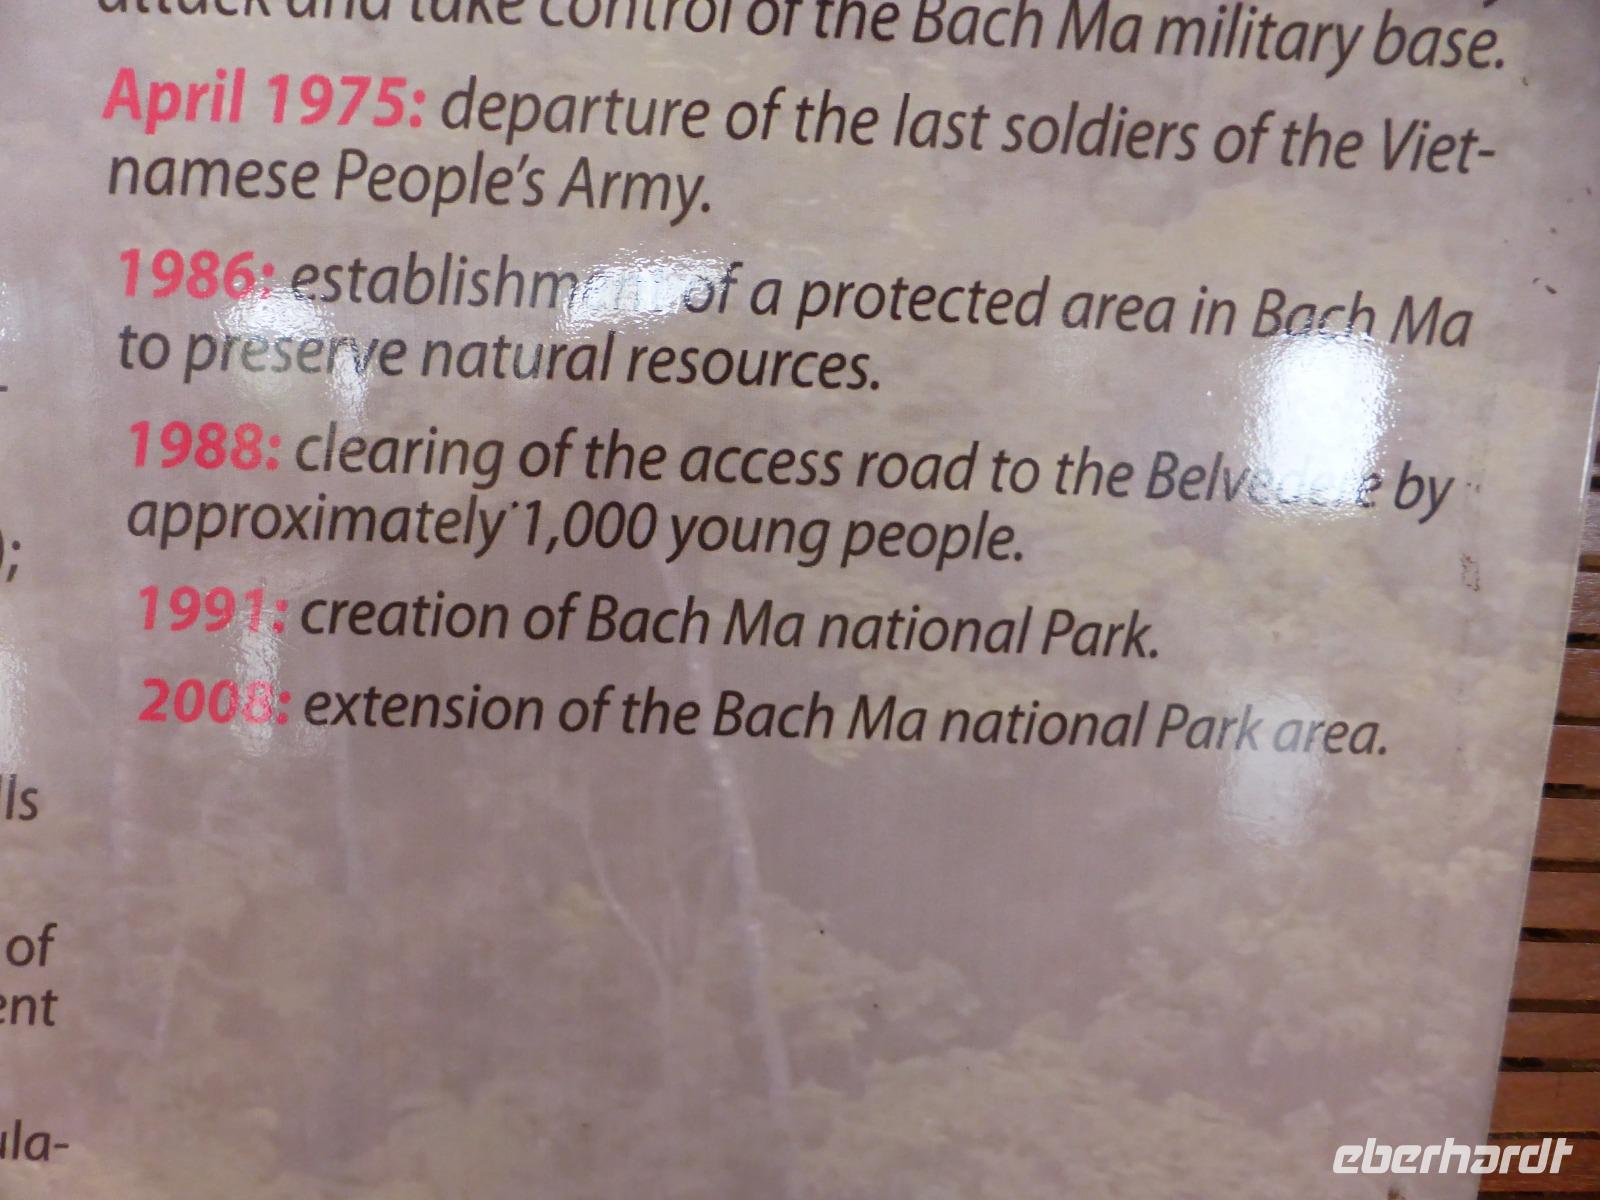 attack and take control of the Bach Ma military base.
April 1975: departure of the last soldiers of the Viet-
namese People's Army.
1986: establishment of a protected area in Bach Ma
to preserve natural resources.
1988: clearing of the access road to the Belvedere by
approximately 1,000 young people.
1991: creation of Bach Ma national Park.
2008: extension of the Bach Ma national Park area.
);
of
eberhardt